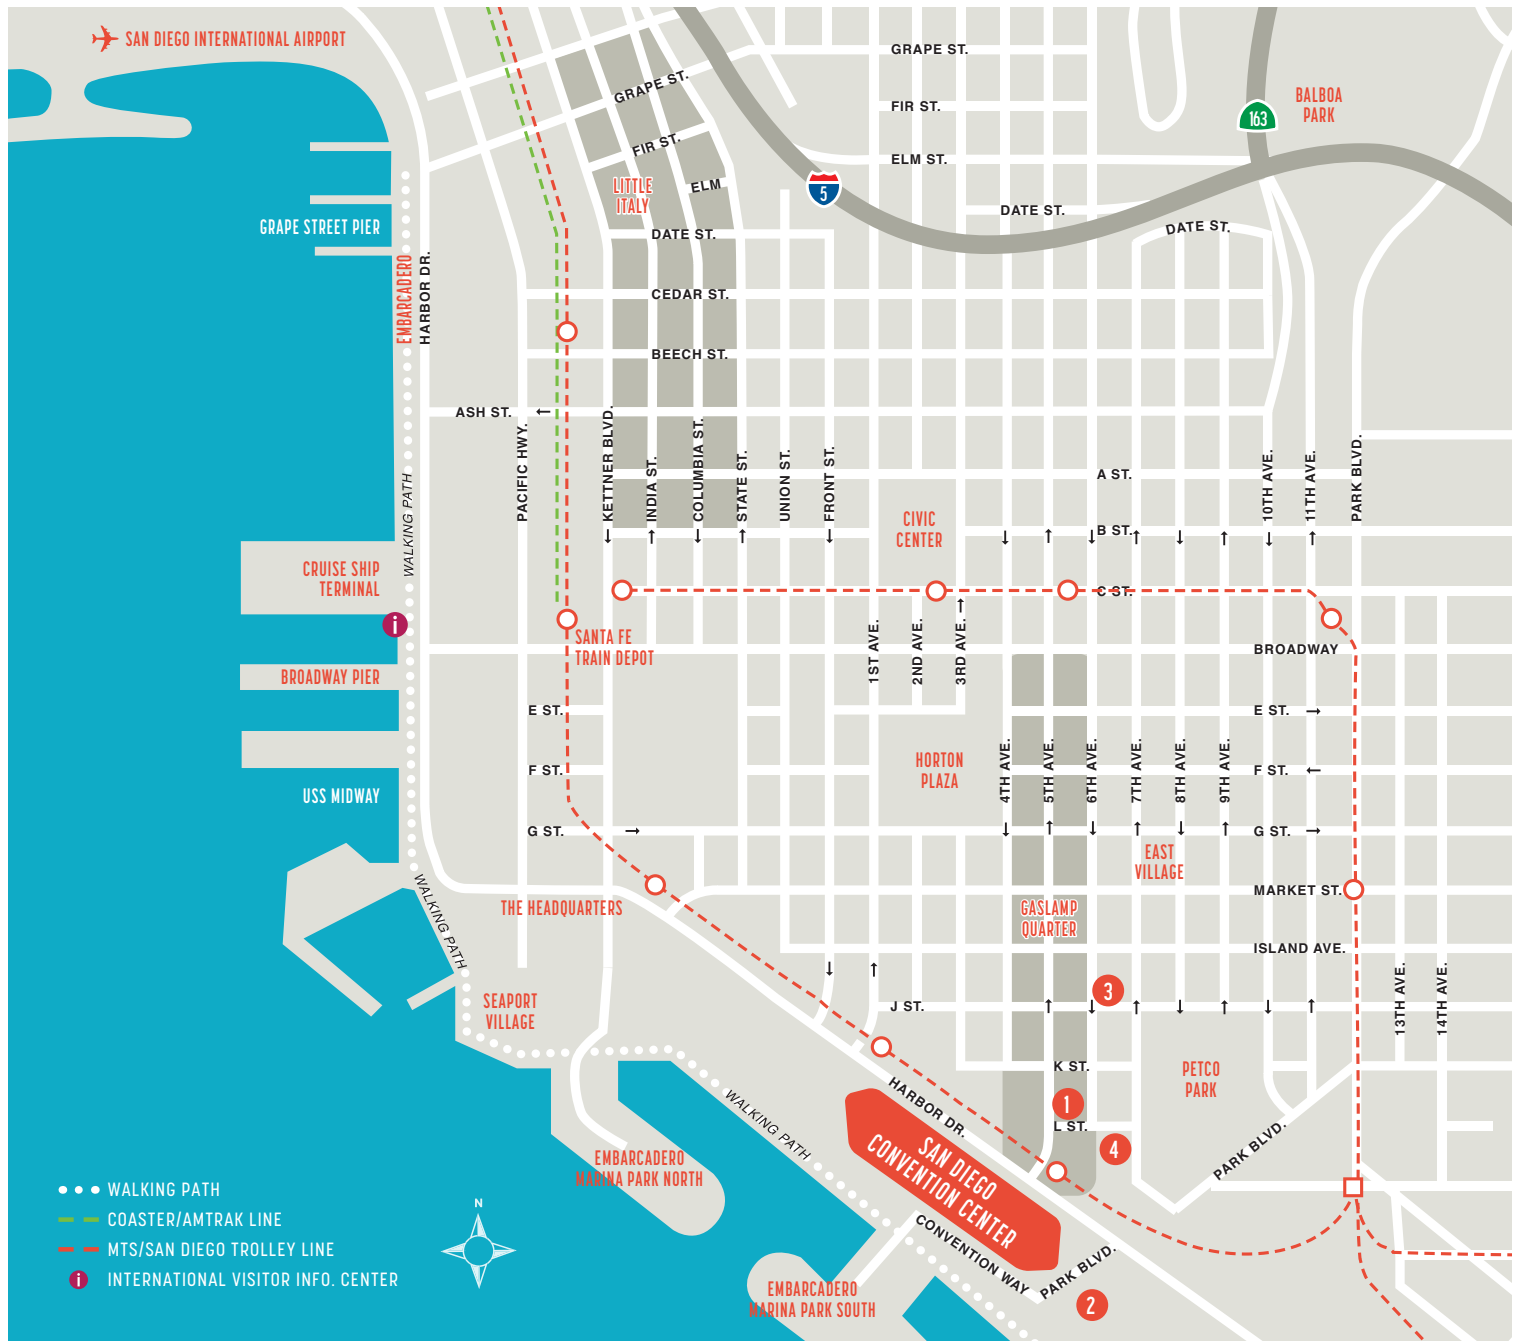 SAN DIEGO INTERNATIONAL AIRPORT
GRAPE ST.
GRAPE ST.
FIR ST.
FIR ST.
163
BALBOA
PARK
ELM ST.
ELM
5
LITTLE
ITALY
DATE ST.
DATE ST.
DATE ST.
GRAPE STREET PIER
EMBARCADERO
HARBOR DR.
CEDAR ST.
BEECH ST.
ASH ST.
PACIFIC HWY.
KETTNER BLVD.
INDIA ST.
COLUMBIA ST.
STATE ST.
UNION ST.
FRONT ST.
A ST.
10TH AVE.
11TH AVE.
PARK BLVD.
WALKING PATH
CIVIC
CENTER
B ST.
CRUISE SHIP
TERMINAL
C ST.
i
SANTA FE
TRAIN DEPOT
1ST AVE.
2ND AVE.
3RD AVE.
BROADWAY
BROADWAY PIER
E ST.
E ST.
HORTON
PLAZA
4TH AVE.
5TH AVE.
6TH AVE.
7TH AVE.
8TH AVE.
9TH AVE.
F ST.
F ST.
USS MIDWAY
G ST.
G ST.
EAST
VILLAGE
MARKET ST.
WALKING PATH
THE HEADQUARTERS
GASLAMP
QUARTER
ISLAND AVE.
SEAPORT
VILLAGE
3
J ST.
13TH AVE.
14TH AVE.
K ST.
PETCO
PARK
1
HARBOR DR.
L ST.
4
PARK BLVD.
WALKING PATH
SAN DIEGO
CONVENTION CENTER
EMBARCADERO
MARINA PARK NORTH
CONVENTION WAY
PARK BLVD.
2
EMBARCADERO
MARINA PARK SOUTH
N
WALKING PATH
COASTER/AMTRAK LINE
MTS/SAN DIEGO TROLLEY LINE
i
INTERNATIONAL VISITOR INFO. CENTER